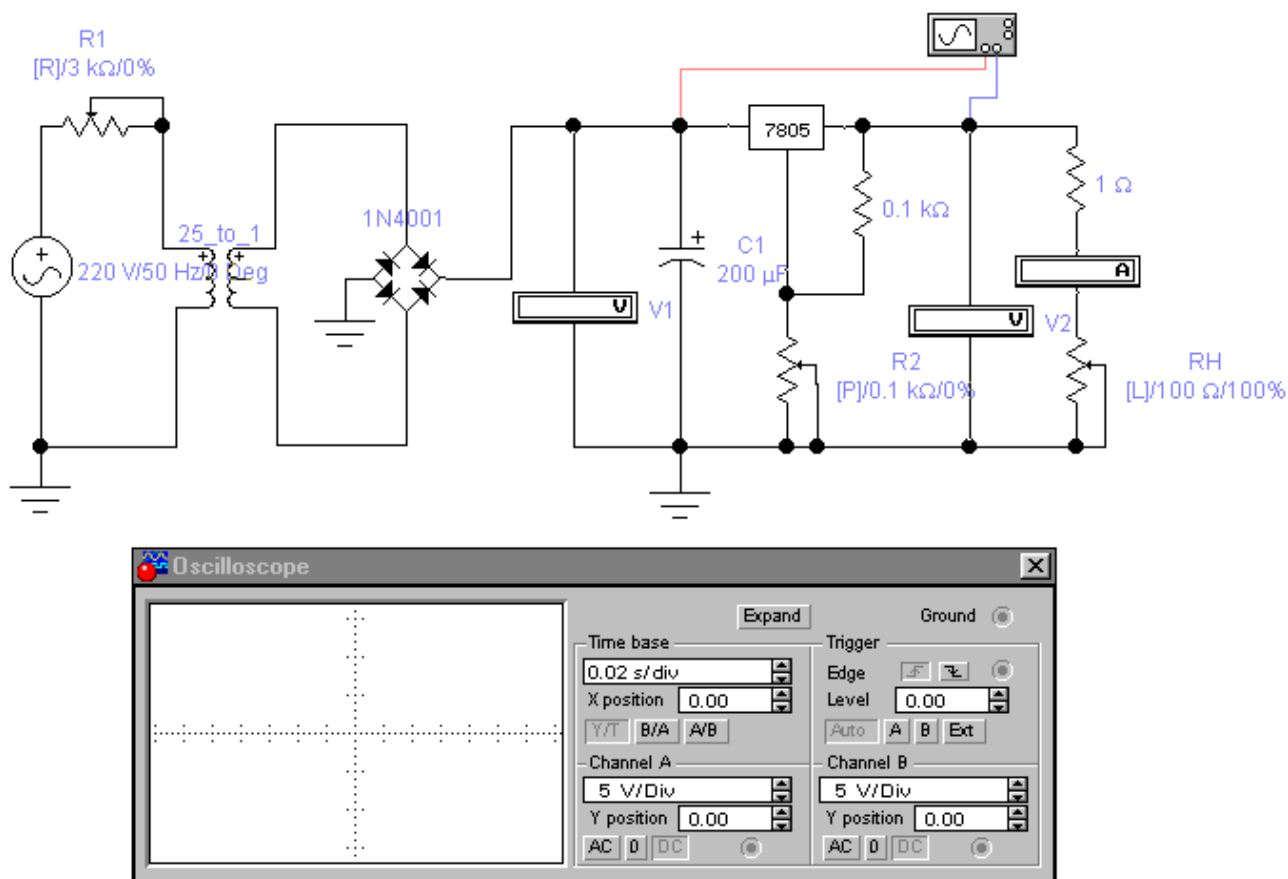 R1
[R]/3 kΩ/0%
7805
1 Ω
0.1 kΩ
1N4001
25_to_1
220 V/50 Hz/0 Deg
C1
200 µF
A
V
V1
V
V2
R2
[P]/0.1 kΩ/0%
RH
[L]/100 Ω/100%
Oscilloscope
Expand
Ground
Time base
Trigger
0.02 s/div
Edge
X position 0.00
Level 0.00
Y/T B/A A/B
Auto A B Ext
Channel A
Channel B
5 V/Div
5 V/Div
Y position 0.00
Y position 0.00
AC 0 DC
AC 0 DC